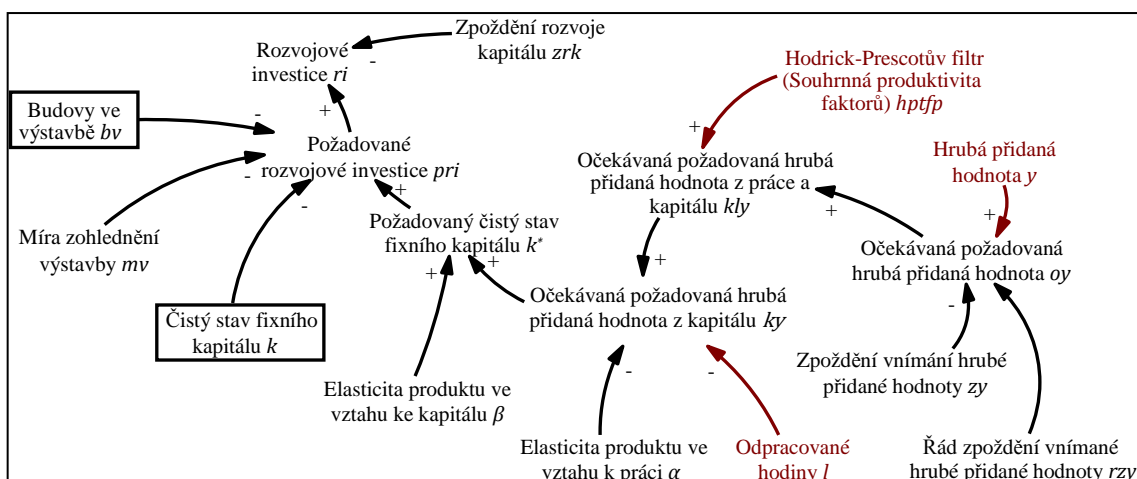 Zpoždění rozvoje
kapitálu zrk
Rozvojové
investice ri
-
Hodrick-Prescotův filtr
(Souhrnná produktivita
faktorů) hptfp
Budovy ve
výstavbě bv
-
+
Požadované
rozvojové investice pri
-
-
+
+
Očekávaná požadovaná hrubá
přidaná hodnota z práce a
kapitálu kly
Hrubá přidaná
hodnota y
+
+
Míra zohlednění
výstavby mv
Požadovaný čistý stav
fixního kapitálu k*
+
+
+
Očekávaná požadovaná
hrubá přidaná hodnota oy
-
Očekávaná požadovaná hrubá
přidaná hodnota z kapitálu ky
Čistý stav fixního
kapitálu k
Zpoždění vnímání hrubé
přidané hodnoty zy
-
-
Elasticita produktu ve
vztahu ke kapitálu β
Elasticita produktu ve
vztahu k práci α
Odpracované
hodiny l
Řád zpoždění vnímané
hrubé přidané hodnoty rzy